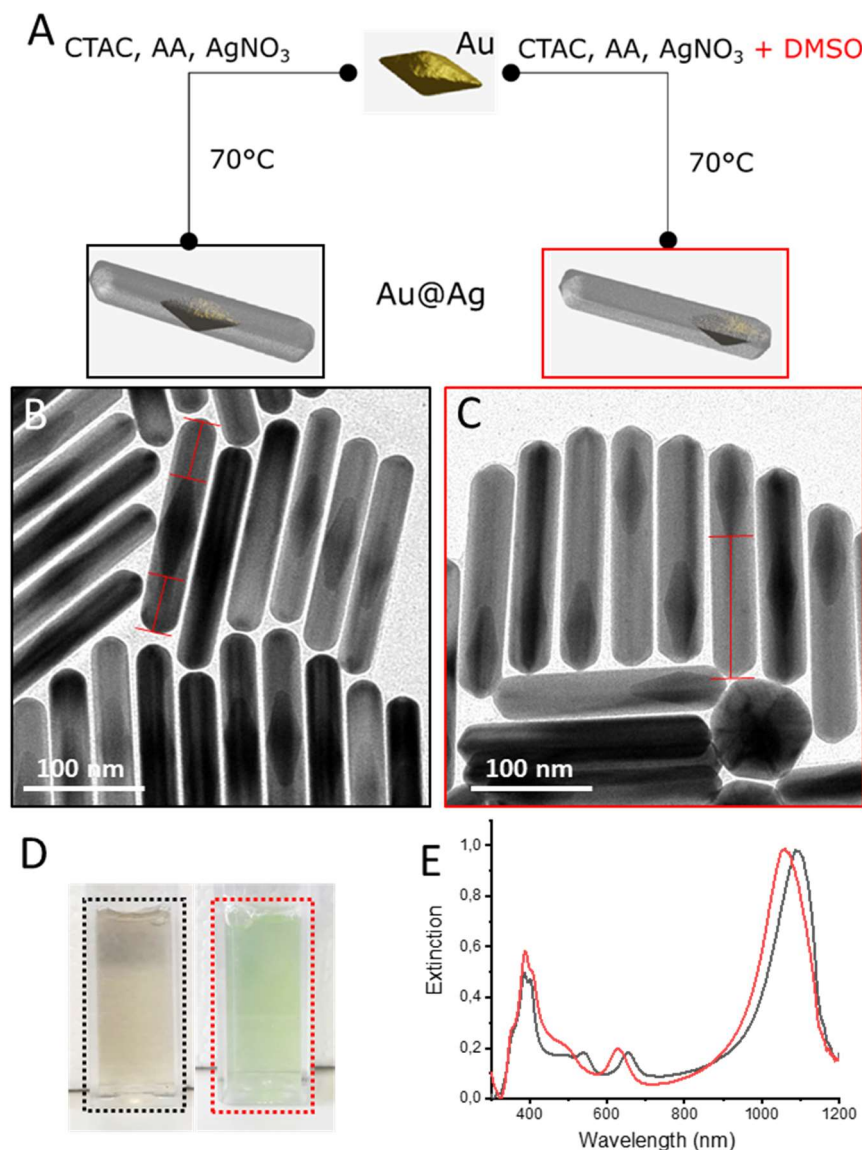 A
CTAC, AA, AgNO₃
Au
CTAC, AA, AgNO₃ + DMSO
70°C
70°C
Au@Ag
B
C
100 nm
100 nm
D
E
Extinction
1,0
0,8
0,6
0,4
0,2
0,0
400
600
800
1000
1200
Wavelength (nm)